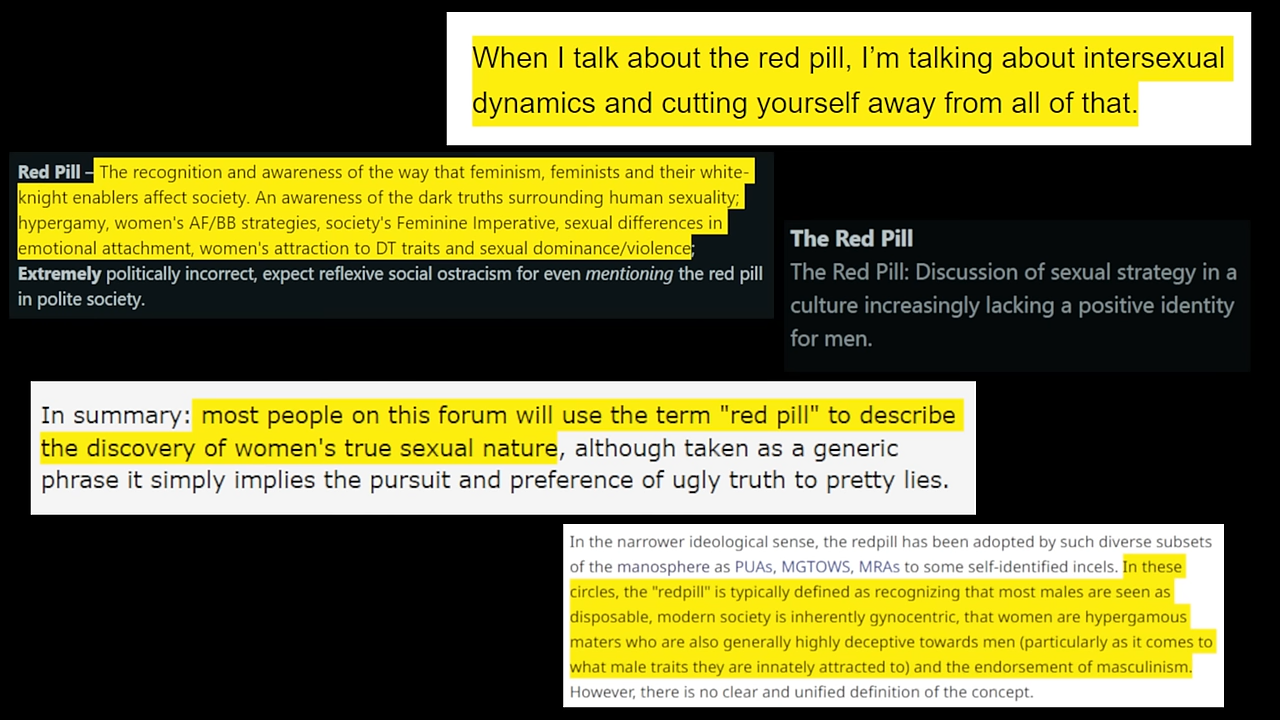 When I talk about the red pill, I’m talking about intersexual
dynamics and cutting yourself away from all of that.
Red Pill – The recognition and awareness of the way that feminism, feminists and their white-
knight enablers affect society. An awareness of the dark truths surrounding human sexuality;
hypergamy, women's AF/BB strategies, society's Feminine Imperative, sexual differences in
emotional attachment, women's attraction to DT traits and sexual dominance/violence;
Extremely politically incorrect, expect reflexive social ostracism for even mentioning the red pill
in polite society.
The Red Pill
The Red Pill: Discussion of sexual strategy in a
culture increasingly lacking a positive identity
for men.
In summary: most people on this forum will use the term "red pill" to describe
the discovery of women's true sexual nature, although taken as a generic
phrase it simply implies the pursuit and preference of ugly truth to pretty lies.
In the narrower ideological sense, the redpill has been adopted by such diverse subsets
of the manosphere as PUAs, MGTOWS, MRAs to some self-identified incels. In these
circles, the "redpill" is typically defined as recognizing that most males are seen as
disposable, modern society is inherently gynocentric, that women are hypergamous
maters who are also generally highly deceptive towards men (particularly as it comes to
what male traits they are innately attracted to) and the endorsement of masculinism.
However, there is no clear and unified definition of the concept.